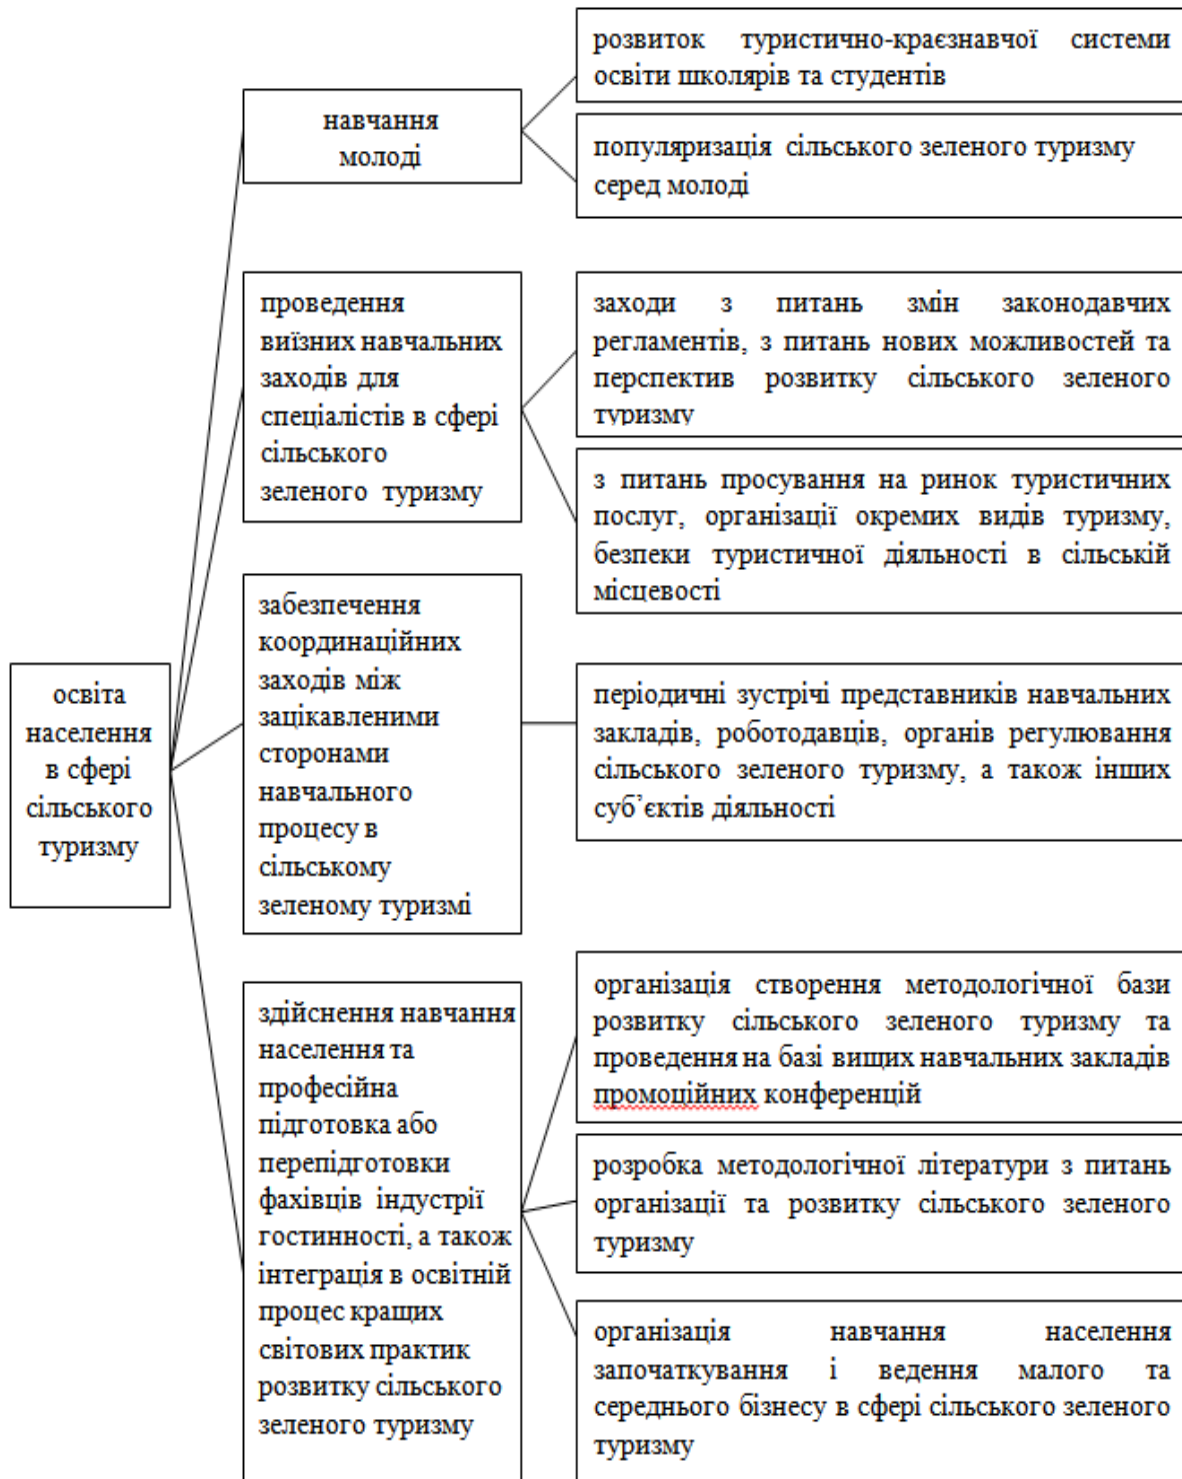 розвиток туристично-краєзнавчої системи
освіти школярів та студентів
навчання
молоді
популяризація сільського зеленого туризму
серед молоді
проведення
виїзних навчальних
заходів для
спеціалістів в сфері
сільського
зеленого туризму
заходи з питань змін законодавчих
регламентів, з питань нових можливостей та
перспектив розвитку сільського зеленого
туризму
з питань просування на ринок туристичних
послуг, організації окремих видів туризму,
безпеки туристичної діяльності в сільській
місцевості
освіта
населення
в сфері
сільського
туризму
забезпечення
координаційних
заходів між
зацікавленими
сторонами
навчального
процесу в
сільському
зеленому туризмі
періодичні зустрічі представників навчальних
закладів, роботодавців, органів регулювання
сільського зеленого туризму, а також інших
суб’єктів діяльності
здійснення навчання
населення та
професійна
підготовка або
перепідготовки
фахівців індустрії
гостинності, а також
інтеграція в освітній
процес кращих
світових практик
розвитку сільського
зеленого туризму
організація створення методологічної бази
розвитку сільського зеленого туризму та
проведення на базі вищих навчальних закладів
промоційних конференцій
розробка методологічної літератури з питань
організації та розвитку сільського зеленого
туризму
організація навчання населення
започаткування і ведення малого та
середнього бізнесу в сфері сільського зеленого
туризму